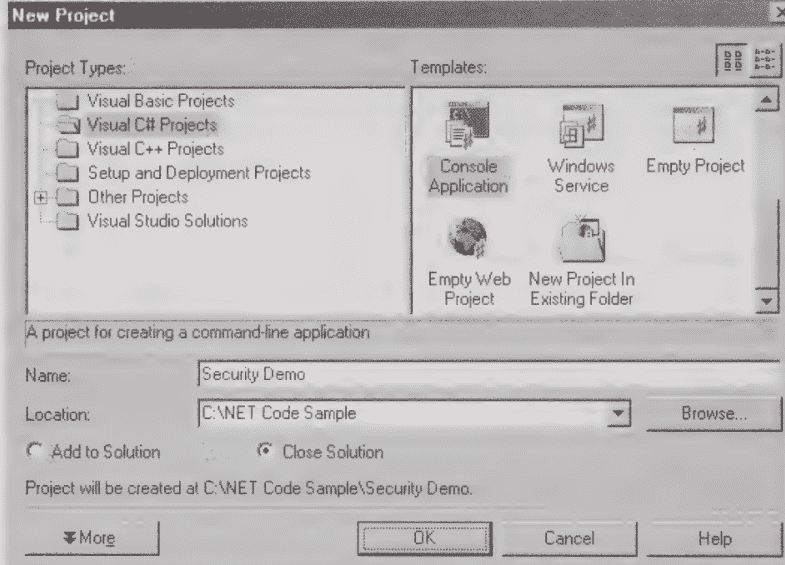 New Project
Project Types:
Visual Basic Projects
Visual C# Projects
Visual C++ Projects
Setup and Deployment Projects
Other Projects
Visual Studio Solutions
Templates:
Console
Application
Windows
Service
Empty Project
Empty Web
Project
New Project In
Existing Folder
A project for creating a command-line application
Name:
Security Demo
Location:
C:\NET Code Sample
Browse...
Add to Solution
Close Solution
Project will be created at C:\NET Code Sample\Security Demo.
More
OK
Cancel
Help